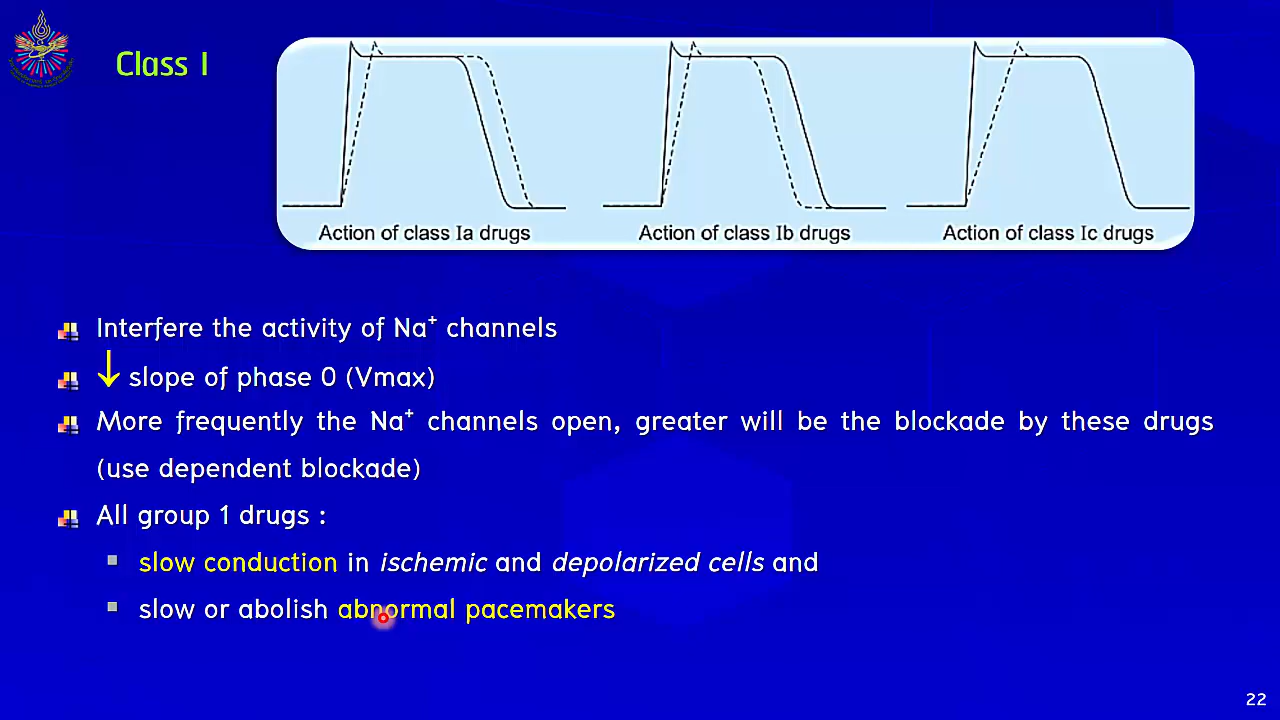 Class I
Action of class Ia drugs
Action of class Ib drugs
Action of class Ic drugs
Interfere the activity of Na⁺ channels
↓ slope of phase 0 (Vmax)
More frequently the Na⁺ channels open, greater will be the blockade by these drugs
(use dependent blockade)
All group 1 drugs :
slow conduction in ischemic and depolarized cells and
slow or abolish abnormal pacemakers
22